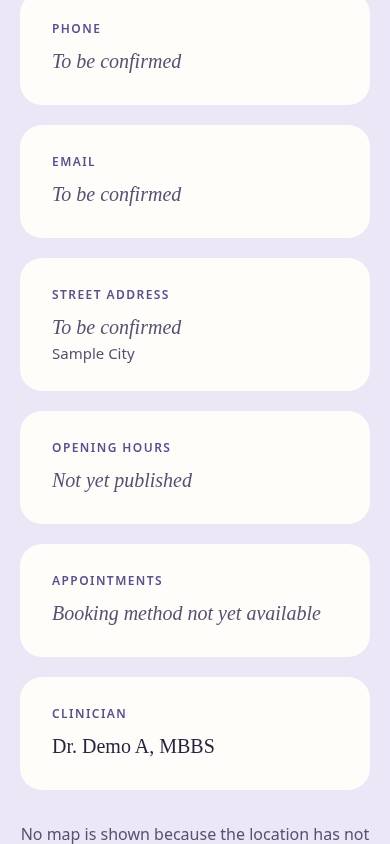 PHONE
To be confirmed
EMAIL
To be confirmed
STREET ADDRESS
To be confirmed
Sample City
OPENING HOURS
Not yet published
APPOINTMENTS
Booking method not yet available
CLINICIAN
Dr. Demo A, MBBS
No map is shown because the location has not